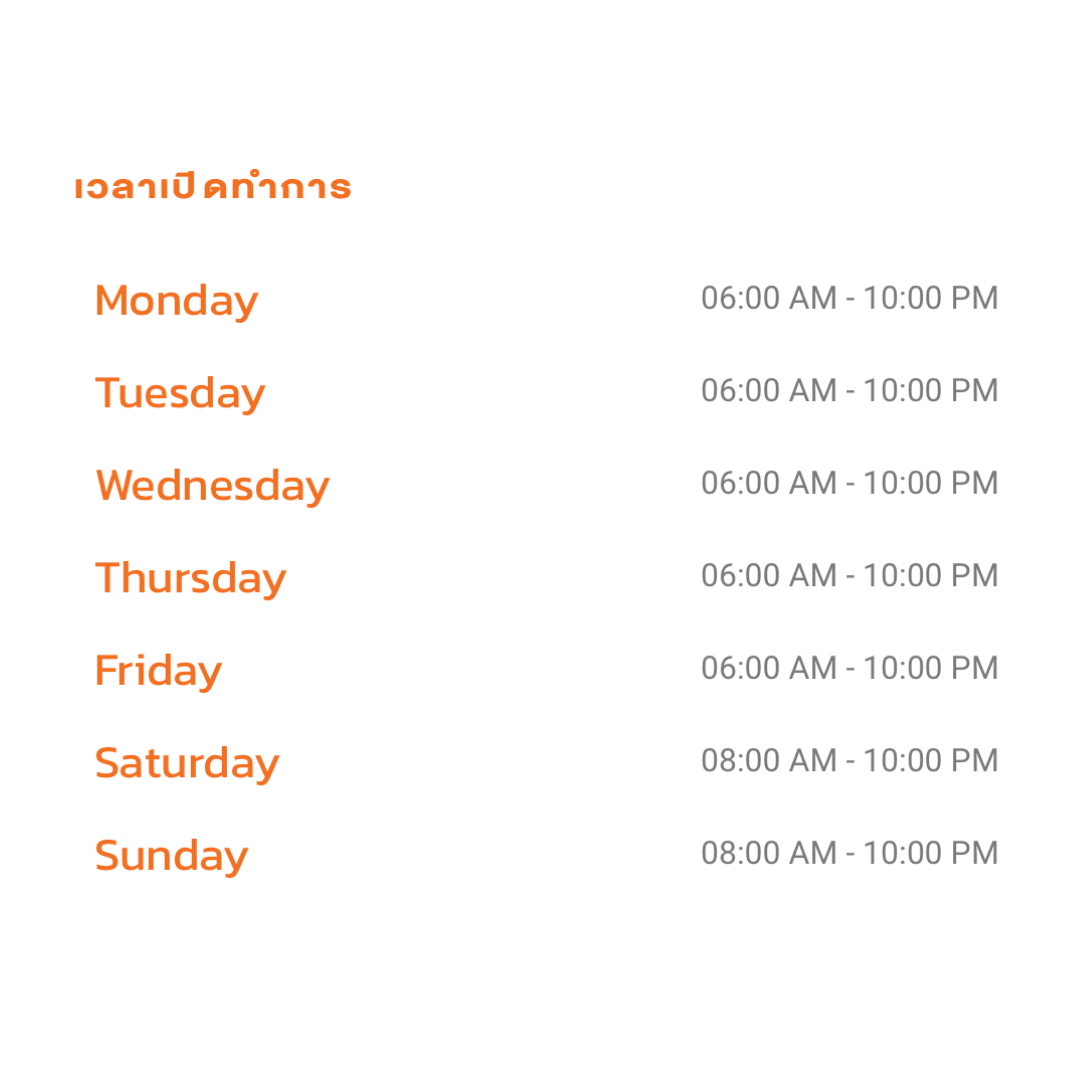 เวลาเปิดทำการ
Monday 06:00 AM - 10:00 PM
Tuesday 06:00 AM - 10:00 PM
Wednesday 06:00 AM - 10:00 PM
Thursday 06:00 AM - 10:00 PM
Friday 06:00 AM - 10:00 PM
Saturday 08:00 AM - 10:00 PM
Sunday 08:00 AM - 10:00 PM